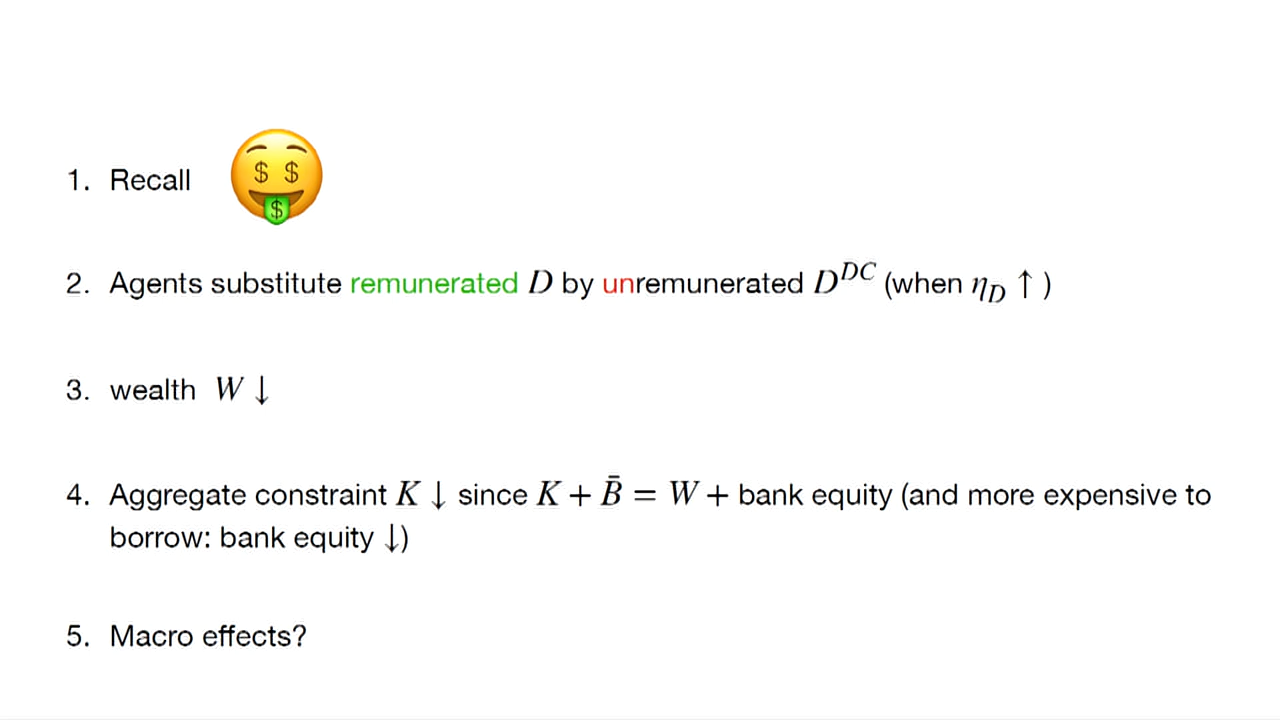 1. Recall 🤑
2. Agents substitute remunerated D by unremunerated D^{DC} (when η_D ↑ )
3. wealth W ↓
4. Aggregate constraint K ↓ since K + B̄ = W + bank equity (and more expensive to
borrow: bank equity ↓)
5. Macro effects?